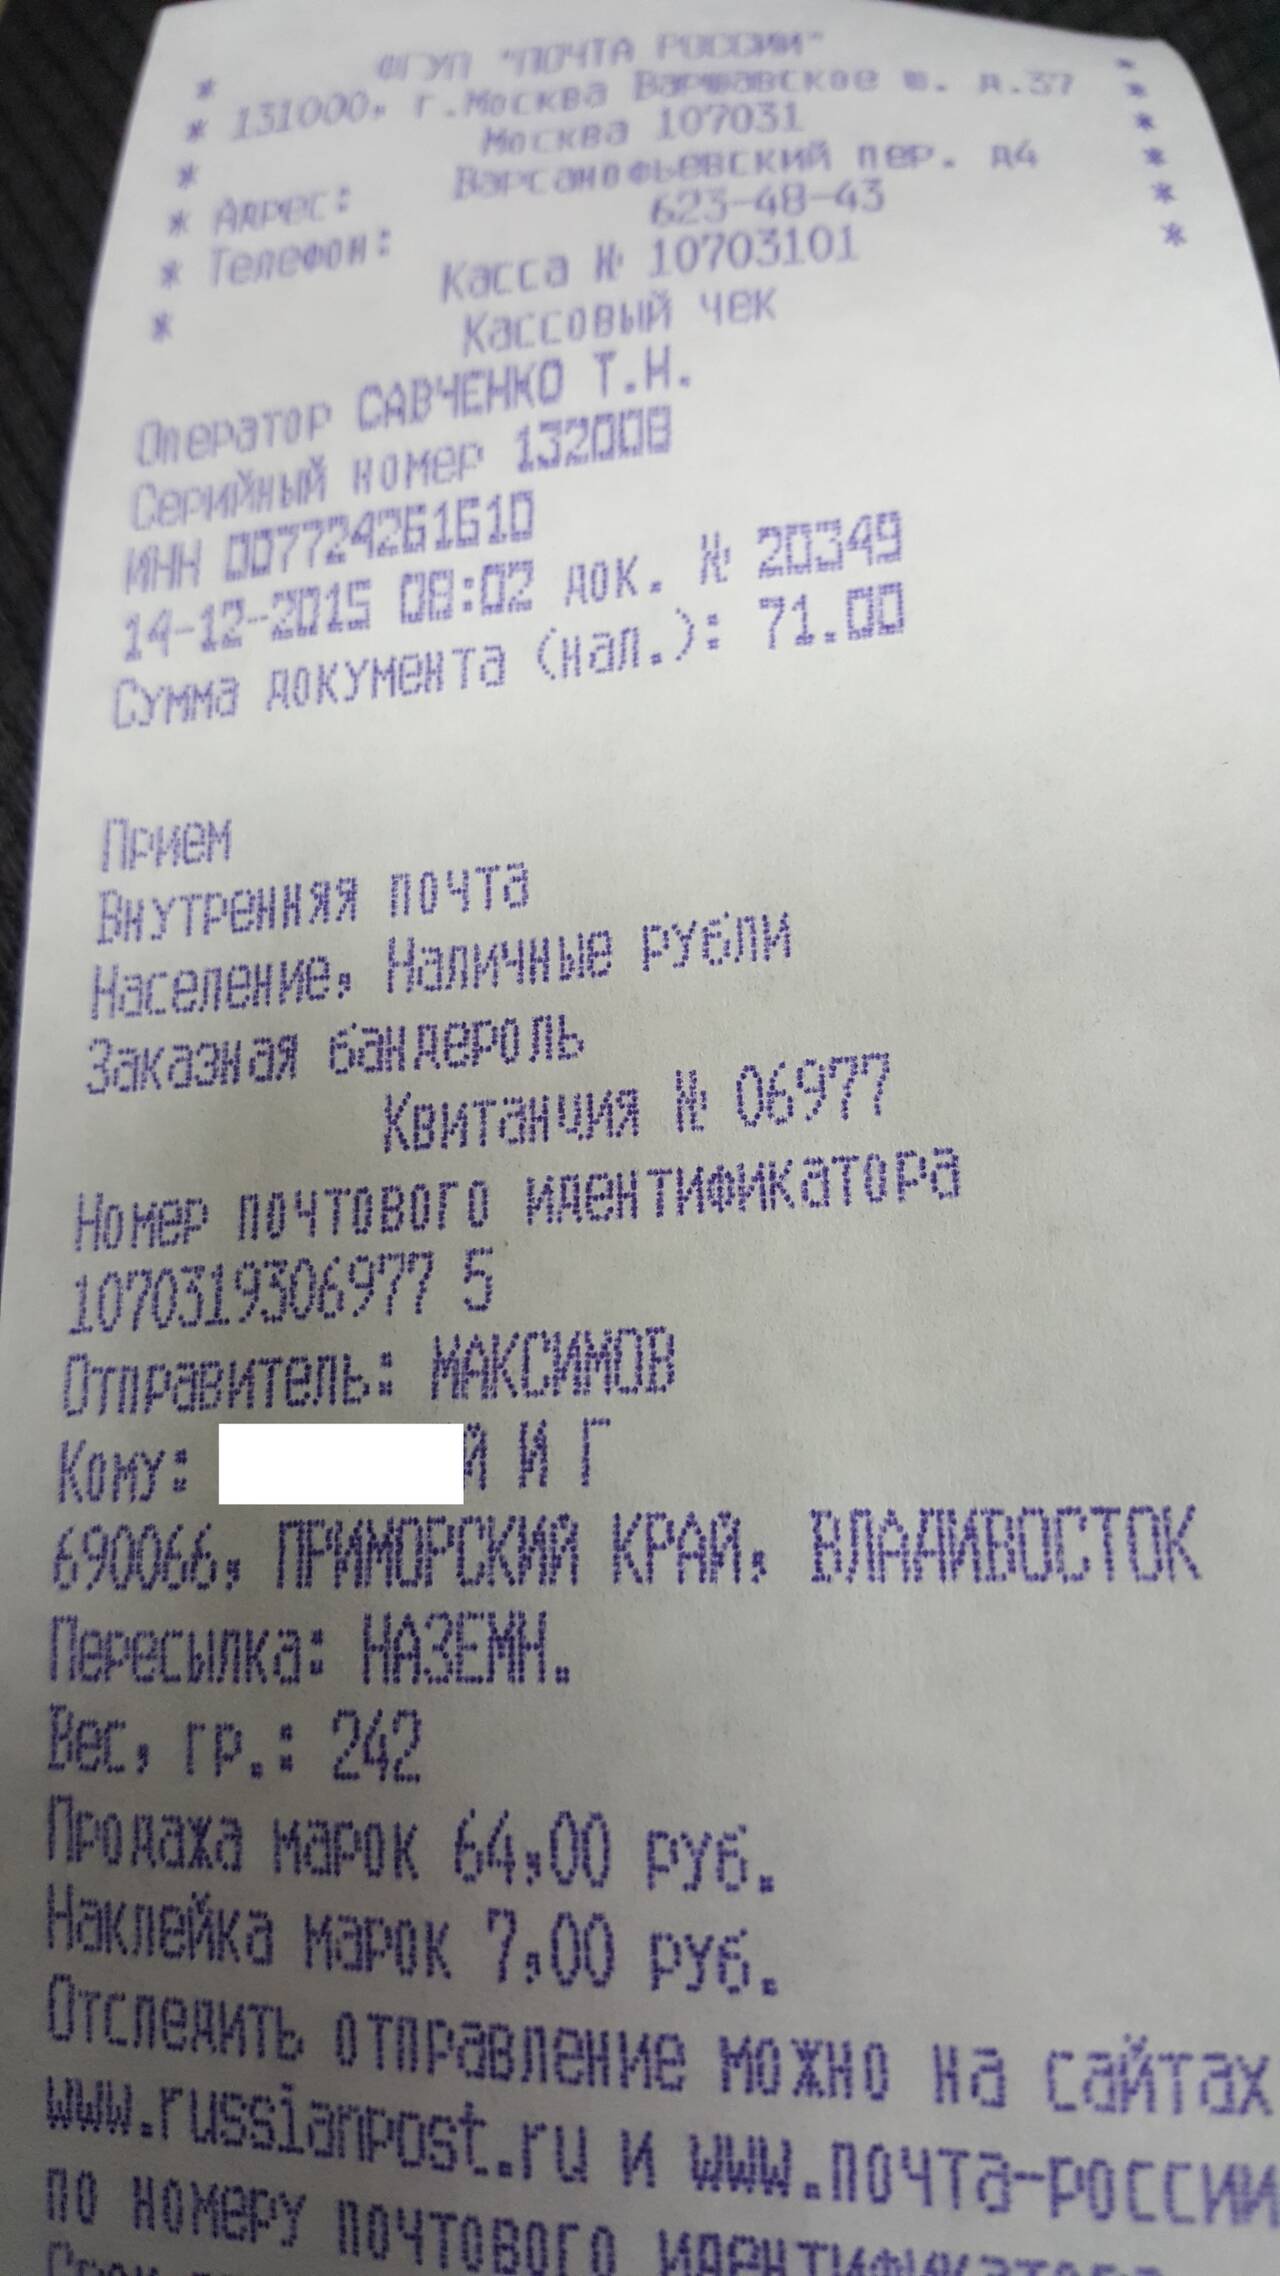 * ФГУП "ПОЧТА РОССИИ" *
* 131000, г.Москва Варшавское ш. д.37 *
* Москва 107031 *
* Адрес: Варсанофьевский пер. д4 *
* Телефон: 623-48-43 *
* Касса № 10703101 *
Кассовый чек
Оператор САВЧЕНКО Т.Н.
Серийный номер 132008
ИНН 007724261610
14-12-2015 08:02 док. № 20349
Сумма документа (нал.): 71.00
Прием
Внутренняя почта
Население, Наличные рубли
Заказная бандероль
Квитанция № 06977
Номер почтового идентификатора
1070319306977 5
Отправитель: МАКСИМОВ
Кому: Й И Г
690066, ПРИМОРСКИЙ КРАЙ, ВЛАДИВОСТОК
Пересылка: НАЗЕМН.
Вес, гр.: 242
Продажа марок 64,00 руб.
Наклейка марок 7,00 руб.
Отследить отправление можно на сайтах
www.russianpost.ru и www.почта-россии
по номеру почтового идентификатора